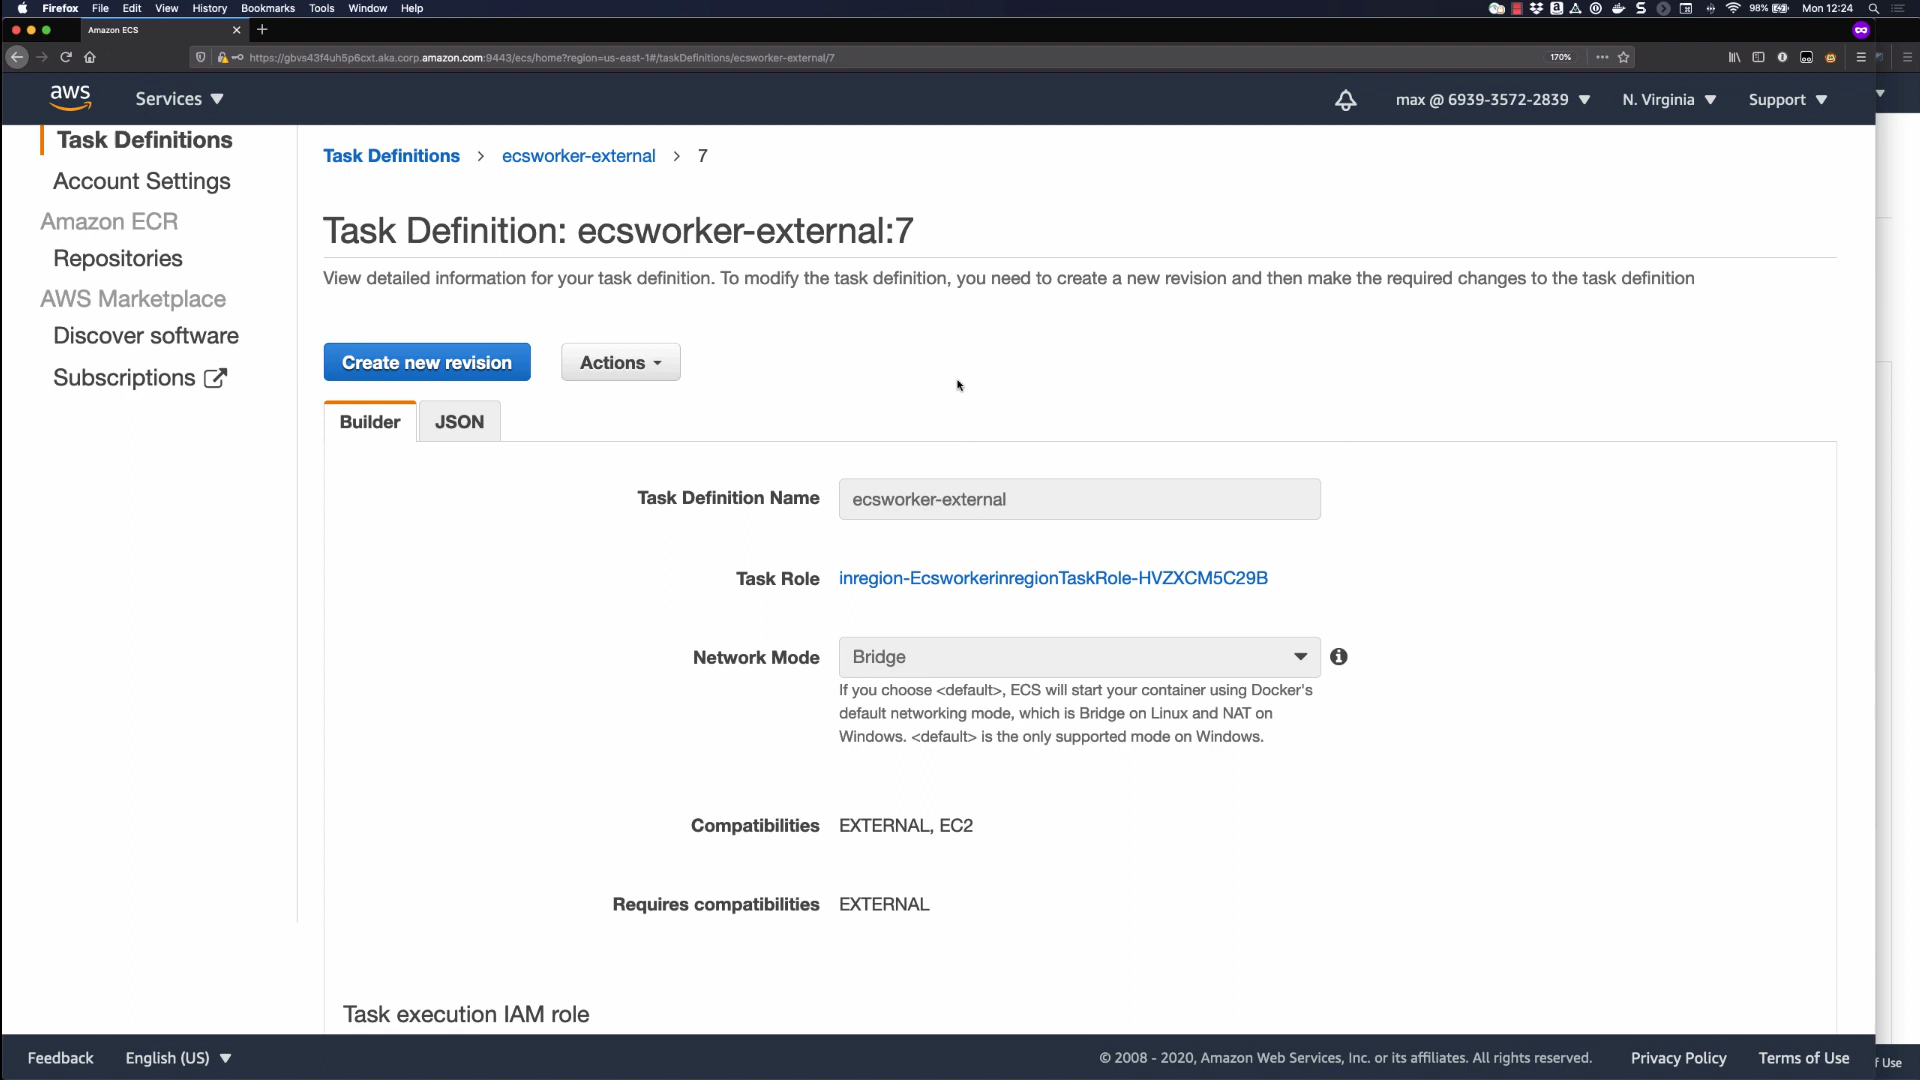 Firefox File Edit View History Bookmarks Tools Window Help
98% Mon 12:24
Amazon ECS
https://gbvs43f4uh5p6cxt.aka.corp.amazon.com:9443/ecs/home?region=us-east-1#/taskDefinitions/ecsworker-external/7
170%
aws Services max @ 6939-3572-2839 N. Virginia Support
Task Definitions
Account Settings
Amazon ECR
Repositories
AWS Marketplace
Discover software
Subscriptions
Task Definitions > ecsworker-external > 7
Task Definition: ecsworker-external:7
View detailed information for your task definition. To modify the task definition, you need to create a new revision and then make the required changes to the task definition
Create new revision Actions
Builder JSON
Task Definition Name ecsworker-external
Task Role inregion-EcsworkerinregionTaskRole-HVZXCM5C29B
Network Mode Bridge
If you choose <default>, ECS will start your container using Docker's
default networking mode, which is Bridge on Linux and NAT on
Windows. <default> is the only supported mode on Windows.
Compatibilities EXTERNAL, EC2
Requires compatibilities EXTERNAL
Task execution IAM role
Feedback English (US) © 2008 - 2020, Amazon Web Services, Inc. or its affiliates. All rights reserved. Privacy Policy Terms of Use
f Use